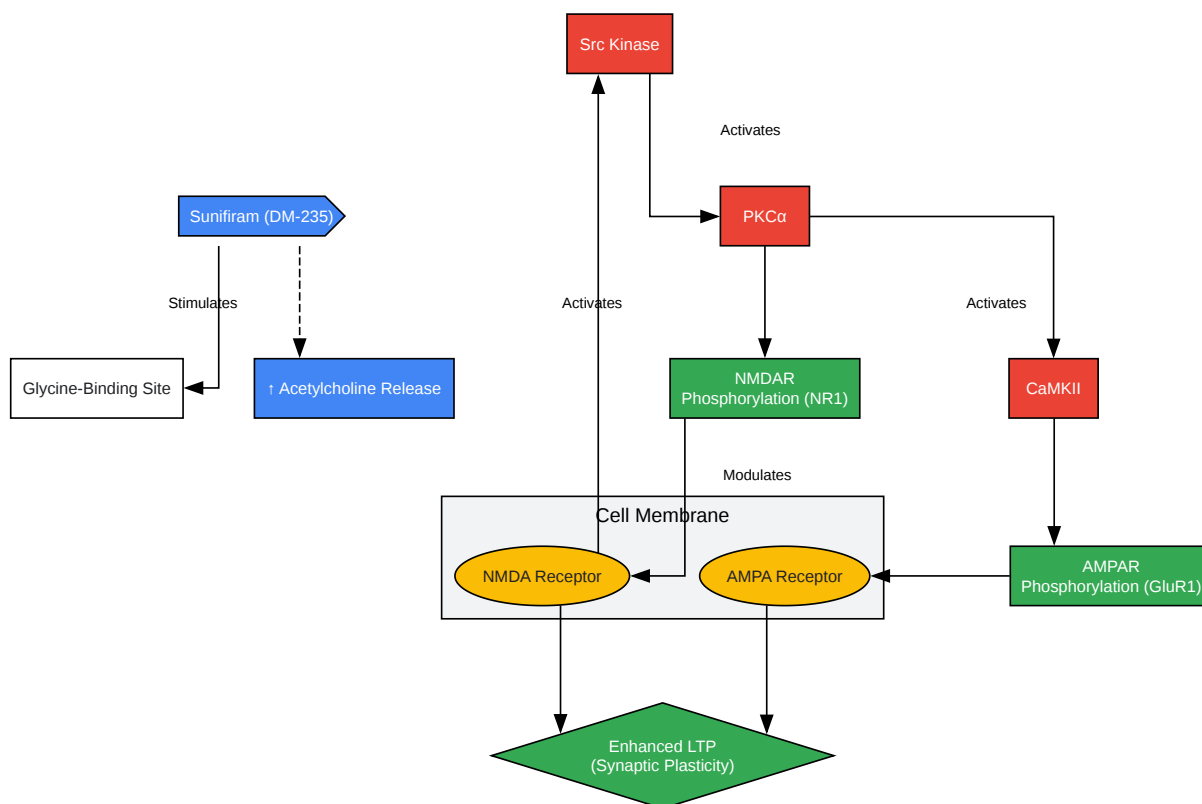 Src Kinase
Activates
Sunifiram (DM-235)
PKCα
Stimulates
Activates
Activates
Glycine-Binding Site
↑ Acetylcholine Release
NMDAR
Phosphorylation (NR1)
CaMKII
Modulates
Cell Membrane
NMDA Receptor
AMPA Receptor
AMPAR
Phosphorylation (GluR1)
Enhanced LTP
(Synaptic Plasticity)